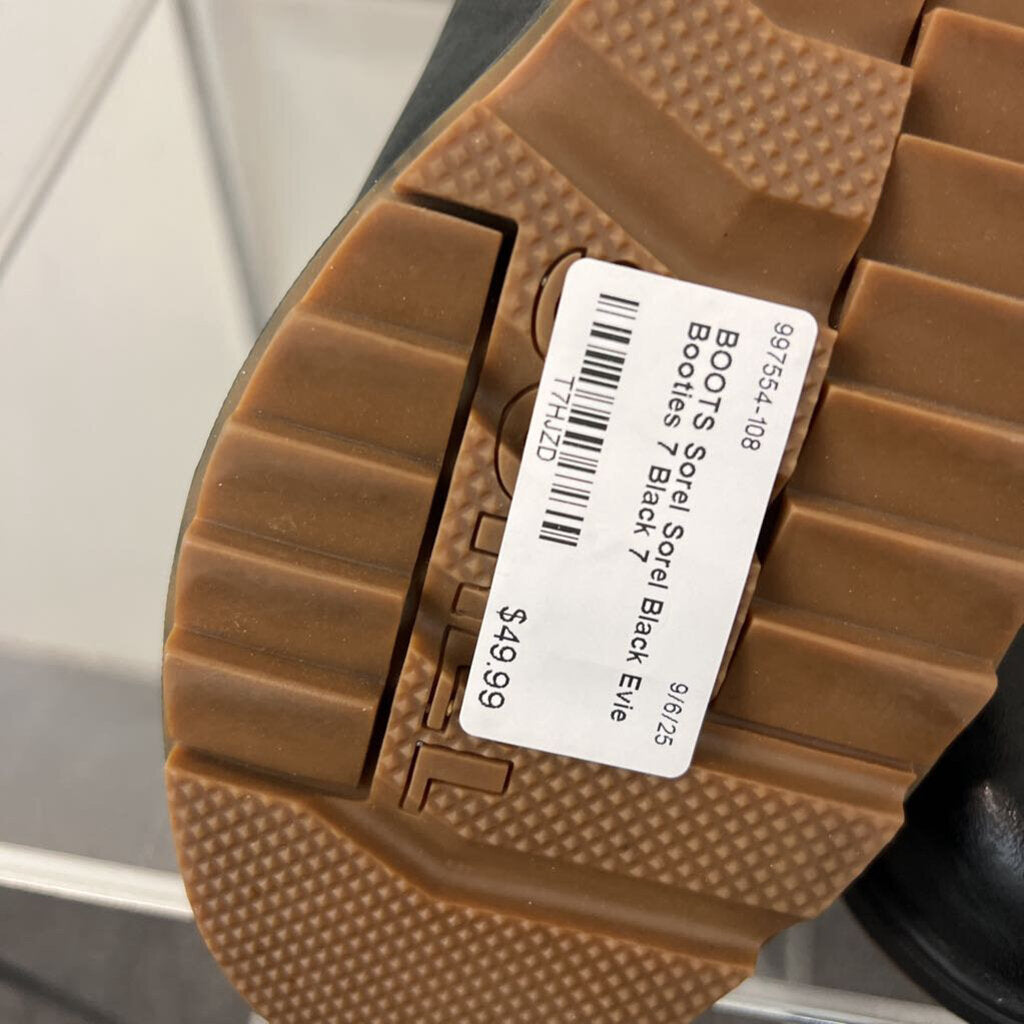 997554-108
9/6/25
BOOTS Sorel Sorel Black Evie
Booties 7 Black 7
T7HJZD
$49.99